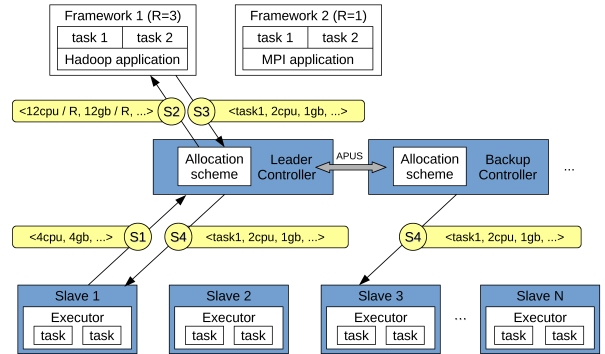 Framework 1 (R=3)
task 1 task 2
Hadoop application
Framework 2 (R=1)
task 1 task 2
MPI application
<12cpu / R, 12gb / R, ...> S2
S3 <task1, 2cpu, 1gb, ...>
Allocation
scheme
Leader
Controller
APUS
Allocation
scheme
Backup
Controller
...
<4cpu, 4gb, ...> S1
S4 <task1, 2cpu, 1gb, ...>
S4 <task1, 2cpu, 1gb, ...>
Slave 1
Executor
task task
Slave 2
Executor
task task
Slave 3
Executor
task task
...
Slave N
Executor
task task